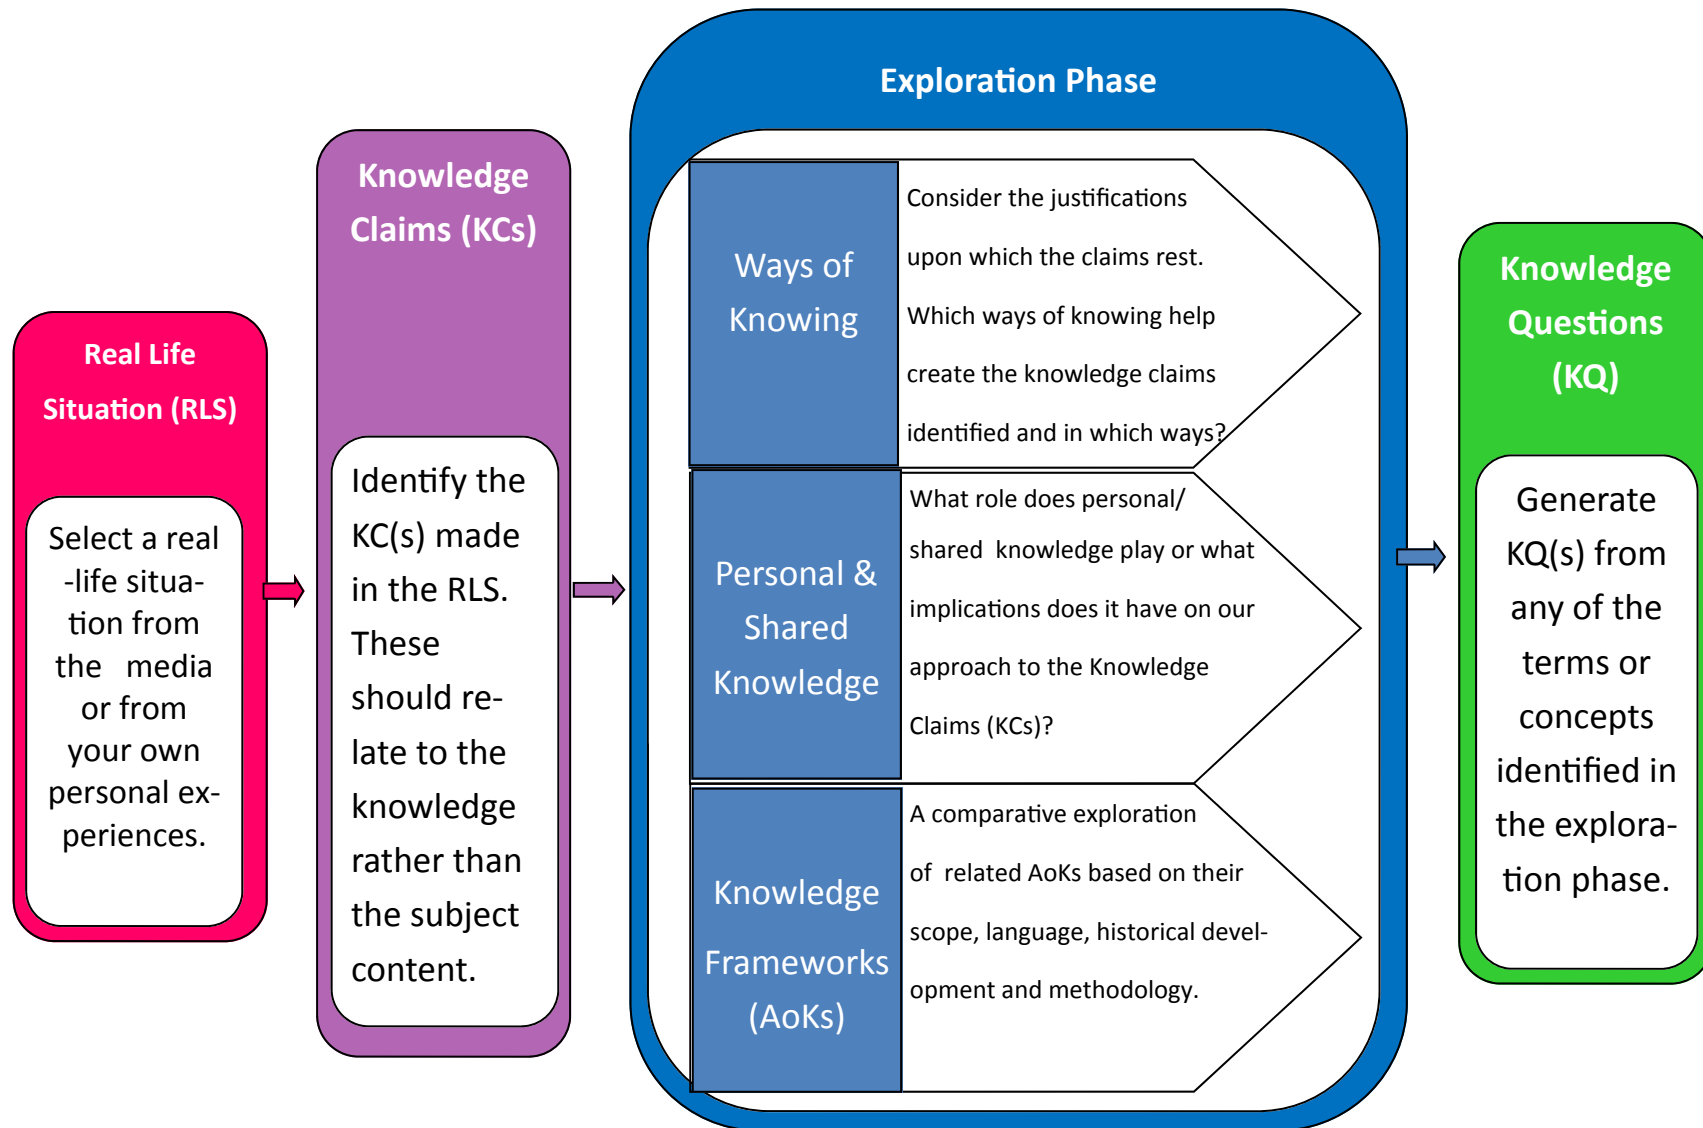 Real Life
Situation (RLS)
Select a real
-life situa-
tion from
the media
or from
your own
personal ex-
periences.
Knowledge
Claims (KCs)
Identify the
KC(s) made
in the RLS.
These
should re-
late to the
knowledge
rather than
the subject
content.
Exploration Phase
Ways of
Knowing
Consider the justifications
upon which the claims rest.
Which ways of knowing help
create the knowledge claims
identified and in which ways?
Personal &
Shared
Knowledge
What role does personal/
shared knowledge play or what
implications does it have on our
approach to the Knowledge
Claims (KCs)?
Knowledge
Frameworks
(AoKs)
A comparative exploration
of related AoKs based on their
scope, language, historical devel-
opment and methodology.
Knowledge
Questions
(KQ)
Generate
KQ(s) from
any of the
terms or
concepts
identified in
the explora-
tion phase.